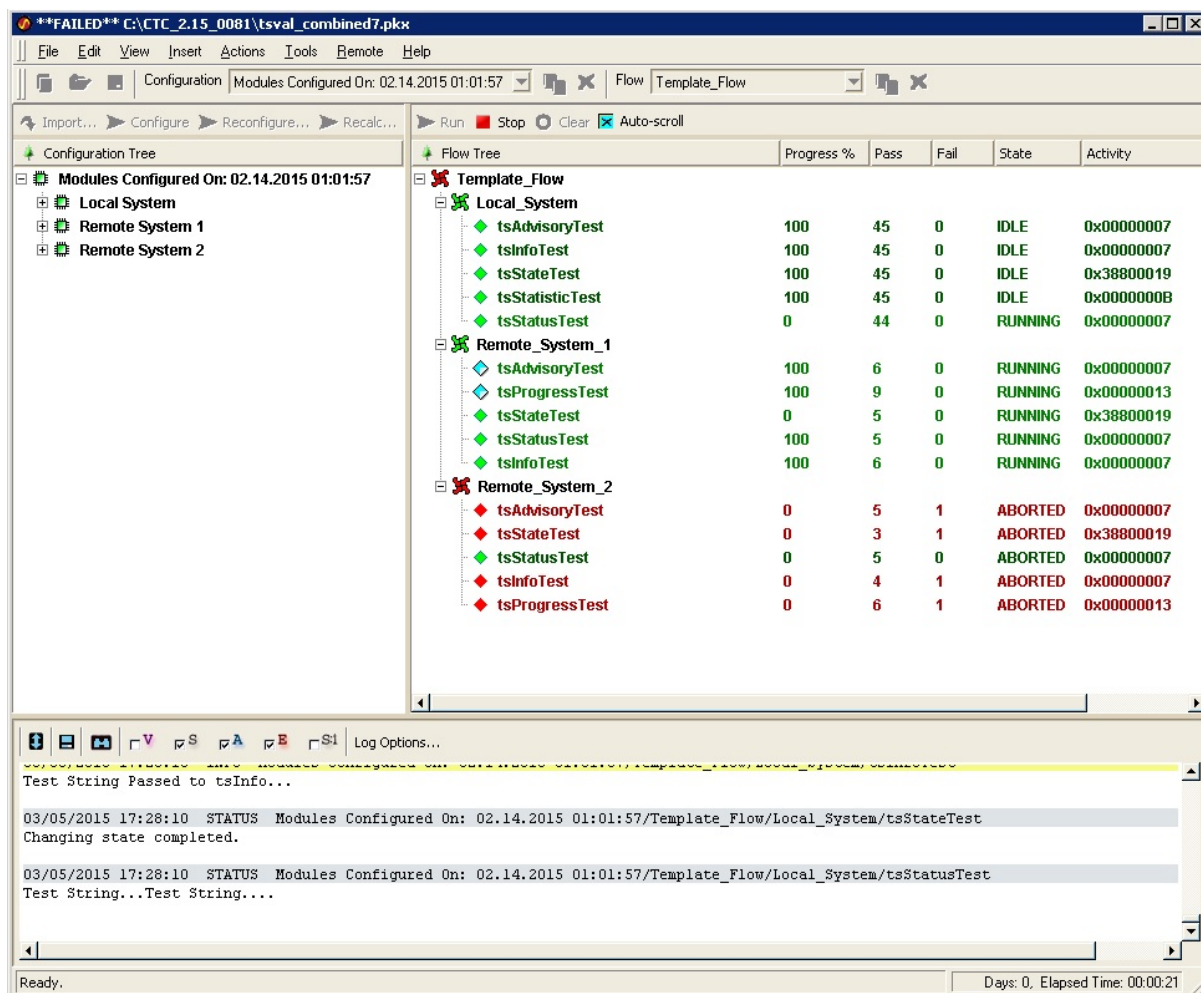 **FAILED** C:\CTC_2.15_0081\tsval_combined7.pkx
File Edit View Insert Actions Tools Remote Help
Configuration Modules Configured On: 02.14.2015 01:01:57 Flow Template_Flow
Import... Configure Reconfigure... Recalc... Run Stop Clear Auto-scroll
Configuration Tree Flow Tree Progress % Pass Fail State Activity
Modules Configured On: 02.14.2015 01:01:57 Template_Flow
Local System Local_System
Remote System 1 tsAdvisoryTest 100 45 0 IDLE 0x00000007
Remote System 2 tsInfoTest 100 45 0 IDLE 0x00000007
tsStateTest 100 45 0 IDLE 0x38800019
tsStatisticTest 100 45 0 IDLE 0x0000000B
tsStatusTest 0 44 0 RUNNING 0x00000007
Remote_System_1
tsAdvisoryTest 100 6 0 RUNNING 0x00000007
tsProgressTest 100 9 0 RUNNING 0x00000013
tsStateTest 0 5 0 RUNNING 0x38800019
tsStatusTest 100 5 0 RUNNING 0x00000007
tsInfoTest 100 6 0 RUNNING 0x00000007
Remote_System_2
tsAdvisoryTest 0 5 1 ABORTED 0x00000007
tsStateTest 0 3 1 ABORTED 0x38800019
tsStatusTest 0 5 0 ABORTED 0x00000007
tsInfoTest 0 4 1 ABORTED 0x00000007
tsProgressTest 0 6 1 ABORTED 0x00000013
V S A E S1 Log Options...
Test String Passed to tsInfo...
03/05/2015 17:28:10 STATUS Modules Configured On: 02.14.2015 01:01:57/Template_Flow/Local_System/tsStateTest
Changing state completed.
03/05/2015 17:28:10 STATUS Modules Configured On: 02.14.2015 01:01:57/Template_Flow/Local_System/tsStatusTest
Test String...Test String....
Ready. Days: 0, Elapsed Time: 00:00:21